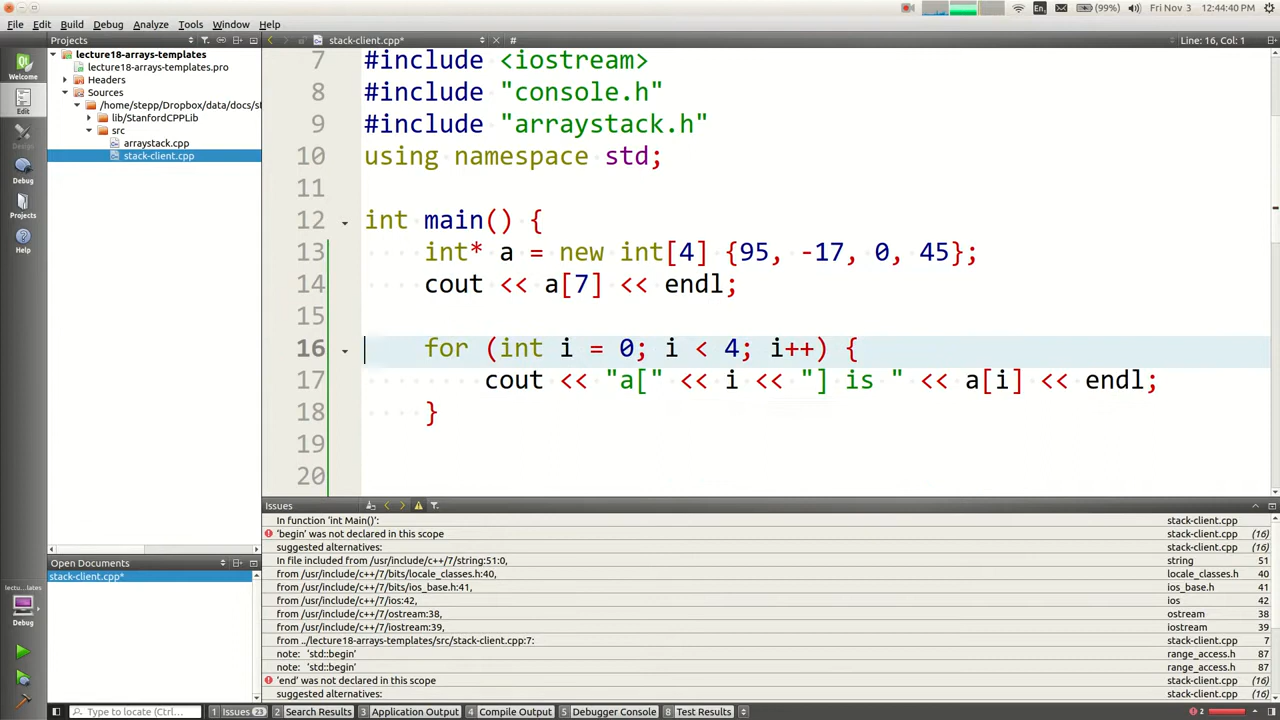 En
(99%)
Fri Nov 3
12:44:40
File Edit Build Debug Analyze Tools Window Help
Projects
stack-client.cpp*
#
Line: 16, Col: 1
Welcome
Edit
Design
Debug
Projects
Help
lecture18-arrays-templates
lecture18-arrays-templates.pro
Headers
Sources
/home/stepp/Dropbox/data/docs/st
lib/StanfordCPPLib
src
arraystack.cpp
stack-client.cpp
7 #include <iostream>
8 #include "console.h"
9 #include "arraystack.h"
10 using namespace std;
11
12 int main() {
13 int* a = new int[4] {95, -17, 0, 45};
14 cout << a[7] << endl;
15
16 for (int i = 0; i < 4; i++) {
17 cout << "a[" << i << "] is " << a[i] << endl;
18 }
19
20
Open Documents
stack-client.cpp*
lectu...lates
Debug
Issues
In function 'int Main()': stack-client.cpp
'begin' was not declared in this scope stack-client.cpp (16)
suggested alternatives: stack-client.cpp
In file included from /usr/include/c++/7/string:51:0, string 51
from /usr/include/c++/7/bits/locale_classes.h:40, locale_classes.h 40
from /usr/include/c++/7/bits/ios_base.h:41, ios_base.h 41
from /usr/include/c++/7/ios:42, ios 42
from /usr/include/c++/7/ostream:38, ostream 38
from /usr/include/c++/7/iostream:39, iostream 39
from ../lecture18-arrays-templates/src/stack-client.cpp:7: stack-client.cpp 7
note: 'std::begin' range_access.h 87
note: 'std::begin' range_access.h 87
'end' was not declared in this scope stack-client.cpp (16)
suggested alternatives: stack-client.cpp
Type to locate (Ctrl+...
1 Issues 23
2 Search Results
3 Application Output
4 Compile Output
5 Debugger Console
8 Test Results
2